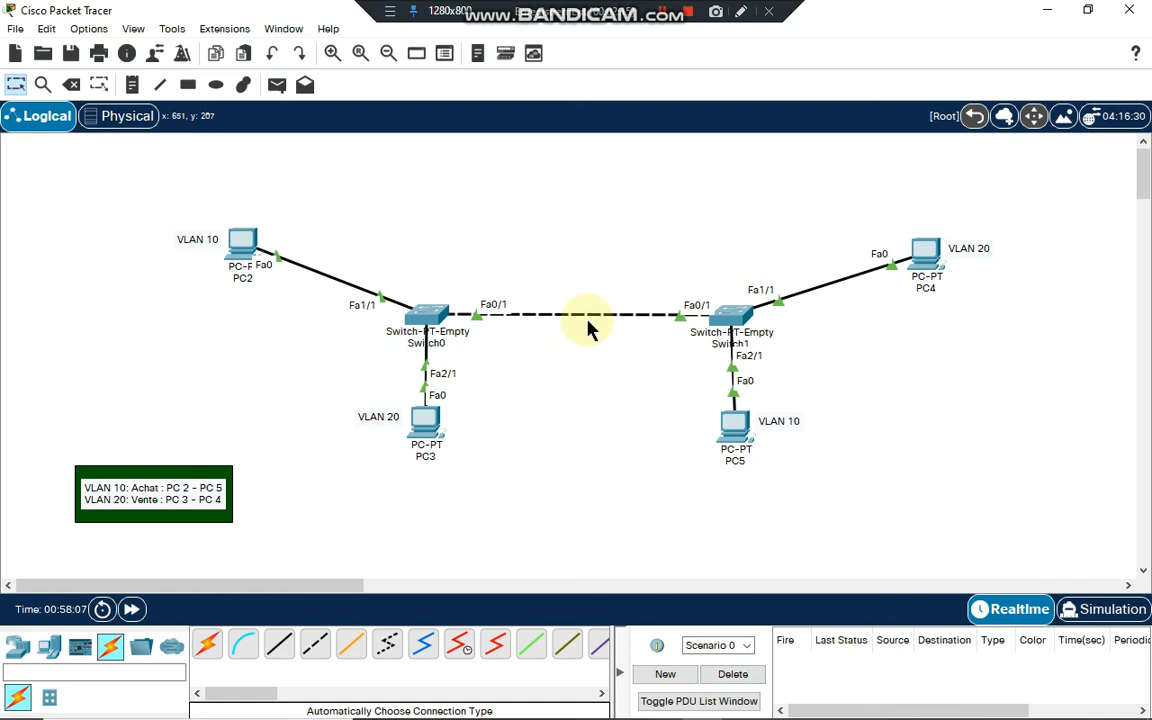 Cisco Packet Tracer
1280x800
www.BANDICAM.com
File Edit Options View Tools Extensions Window Help
?
Logical
Physical
x: 651, y: 207
[Root]
04:16:30
VLAN 10
Fa0
PC2
Fa1/1
Fa0/1
Switch-PT-Empty
Switch0
Fa2/1
Fa0
VLAN 20
PC-PT
PC3
Fa0/1
Switch-PT-Empty
Switch1
Fa1/1
Fa0
VLAN 20
PC-PT
PC4
Fa2/1
Fa0
VLAN 10
PC-PT
PC5
VLAN 10: Achat : PC 2 - PC 5
VLAN 20: Vente : PC 3 - PC 4
Time: 00:58:07
Realtime
Simulation
Scenario 0
New
Delete
Toggle PDU List Window
Fire Last Status Source Destination Type Color Time(sec) Periodic
Automatically Choose Connection Type